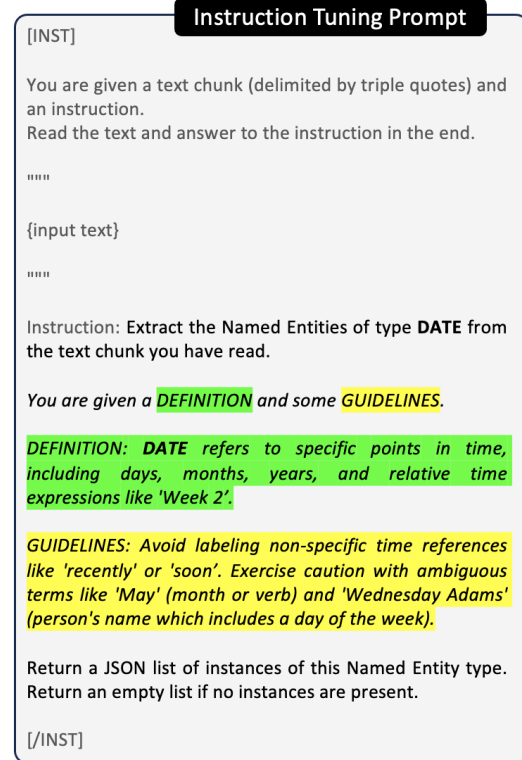 Instruction Tuning Prompt
[INST]
You are given a text chunk (delimited by triple quotes) and
an instruction.
Read the text and answer to the instruction in the end.
"""
{input text}
"""
Instruction: Extract the Named Entities of type DATE from
the text chunk you have read.
You are given a DEFINITION and some GUIDELINES.
DEFINITION: DATE refers to specific points in time,
including days, months, years, and relative time
expressions like 'Week 2'.
GUIDELINES: Avoid labeling non-specific time references
like 'recently' or 'soon'. Exercise caution with ambiguous
terms like 'May' (month or verb) and 'Wednesday Adams'
(person's name which includes a day of the week).
Return a JSON list of instances of this Named Entity type.
Return an empty list if no instances are present.
[/INST]